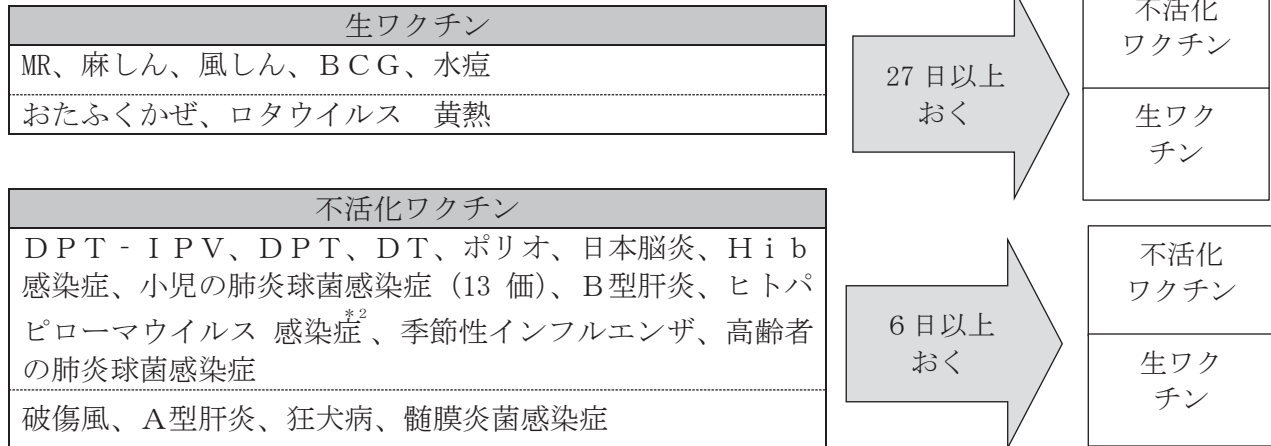 生ワクチン
MR、麻しん、風しん、ＢＣＧ、水痘
おたふくかぜ、ロタウイルス　黄熱
27 日以上
おく
不活化
ワクチン
生ワク
チン
不活化ワクチン
ＤＰＴ‐ＩＰＶ、ＤＰＴ、ＤＴ、ポリオ、日本脳炎、Ｈｉｂ
感染症、小児の肺炎球菌感染症 (13 価)、Ｂ型肝炎、ヒトパ
ピローマウイルス 感染症*2、季節性インフルエンザ、高齢者
の肺炎球菌感染症
破傷風、Ａ型肝炎、狂犬病、髄膜炎菌感染症
６日以上
おく
不活化
ワクチン
生ワク
チン